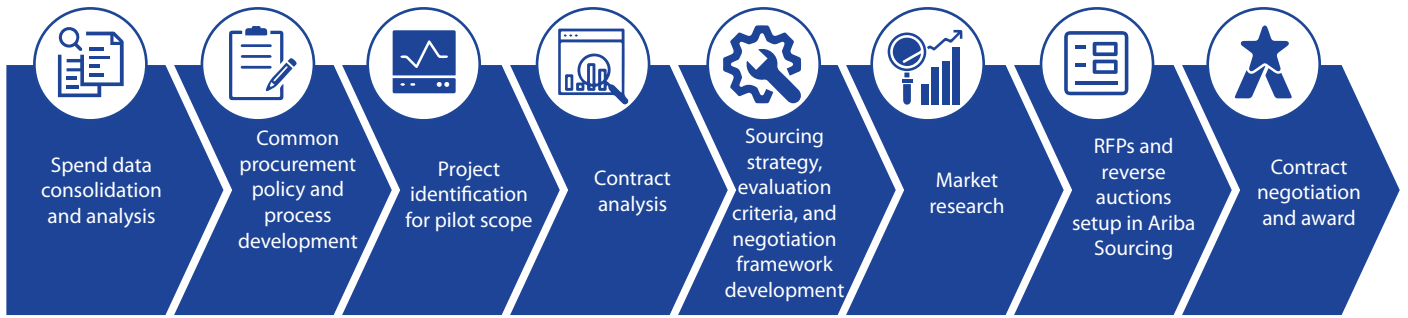 Spend data
consolidation
and analysis
Common
procurement
policy and
process
development
Project
identification
for pilot scope
Contract
analysis
Sourcing
strategy,
evaluation
criteria, and
negotiation
framework
development
Market
research
RFPs and
reverse
auctions
setup in Ariba
Sourcing
Contract
negotiation
and award